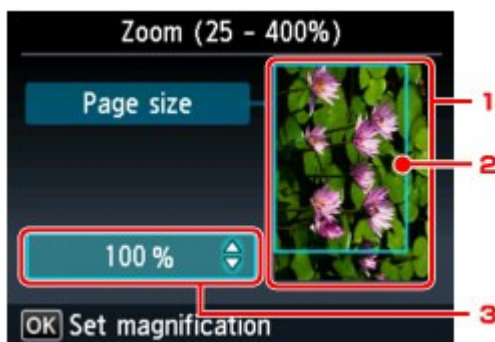 Zoom (25 - 400%)
Page size
1
2
100 %
3
OK Set magnification